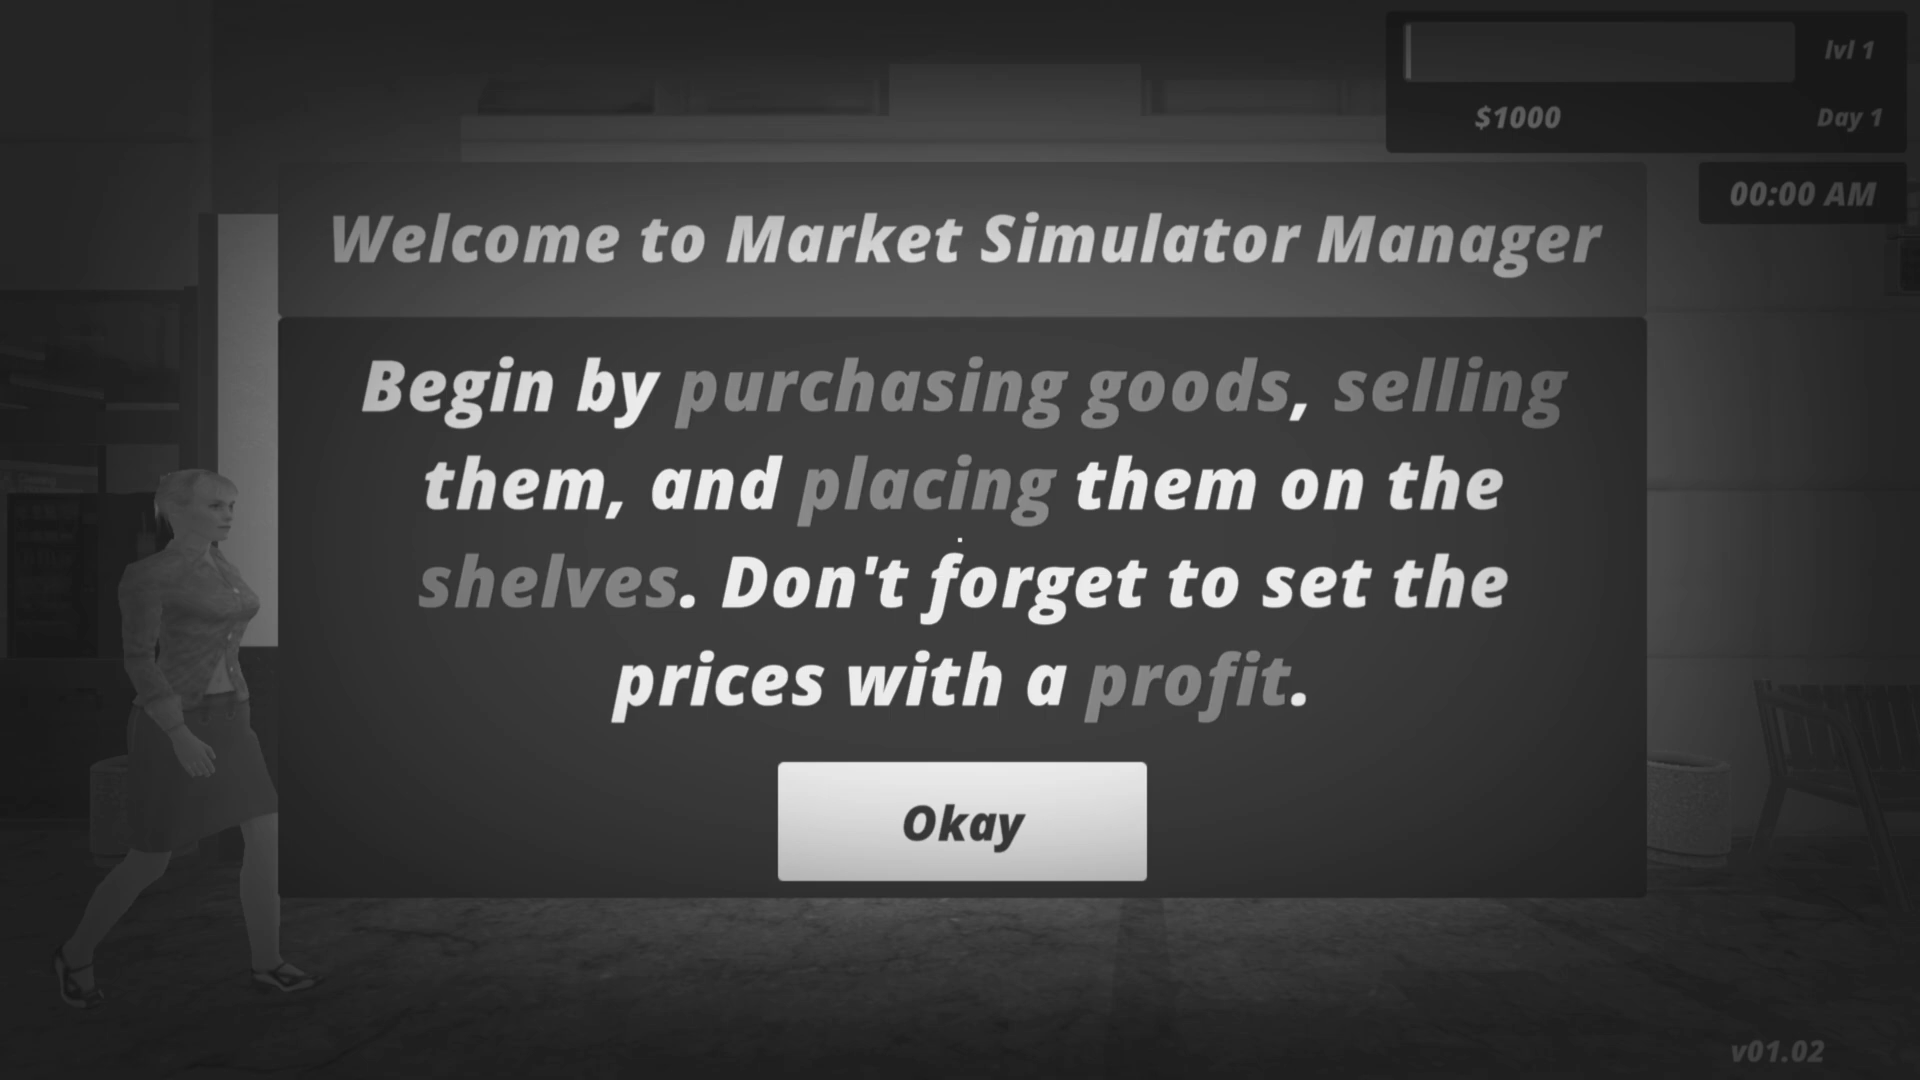 lvl 1
$1000
Day 1
00:00 AM
Welcome to Market Simulator Manager
Begin by purchasing goods, selling
them, and placing them on the
shelves. Don't forget to set the
prices with a profit.
Okay
v01.02